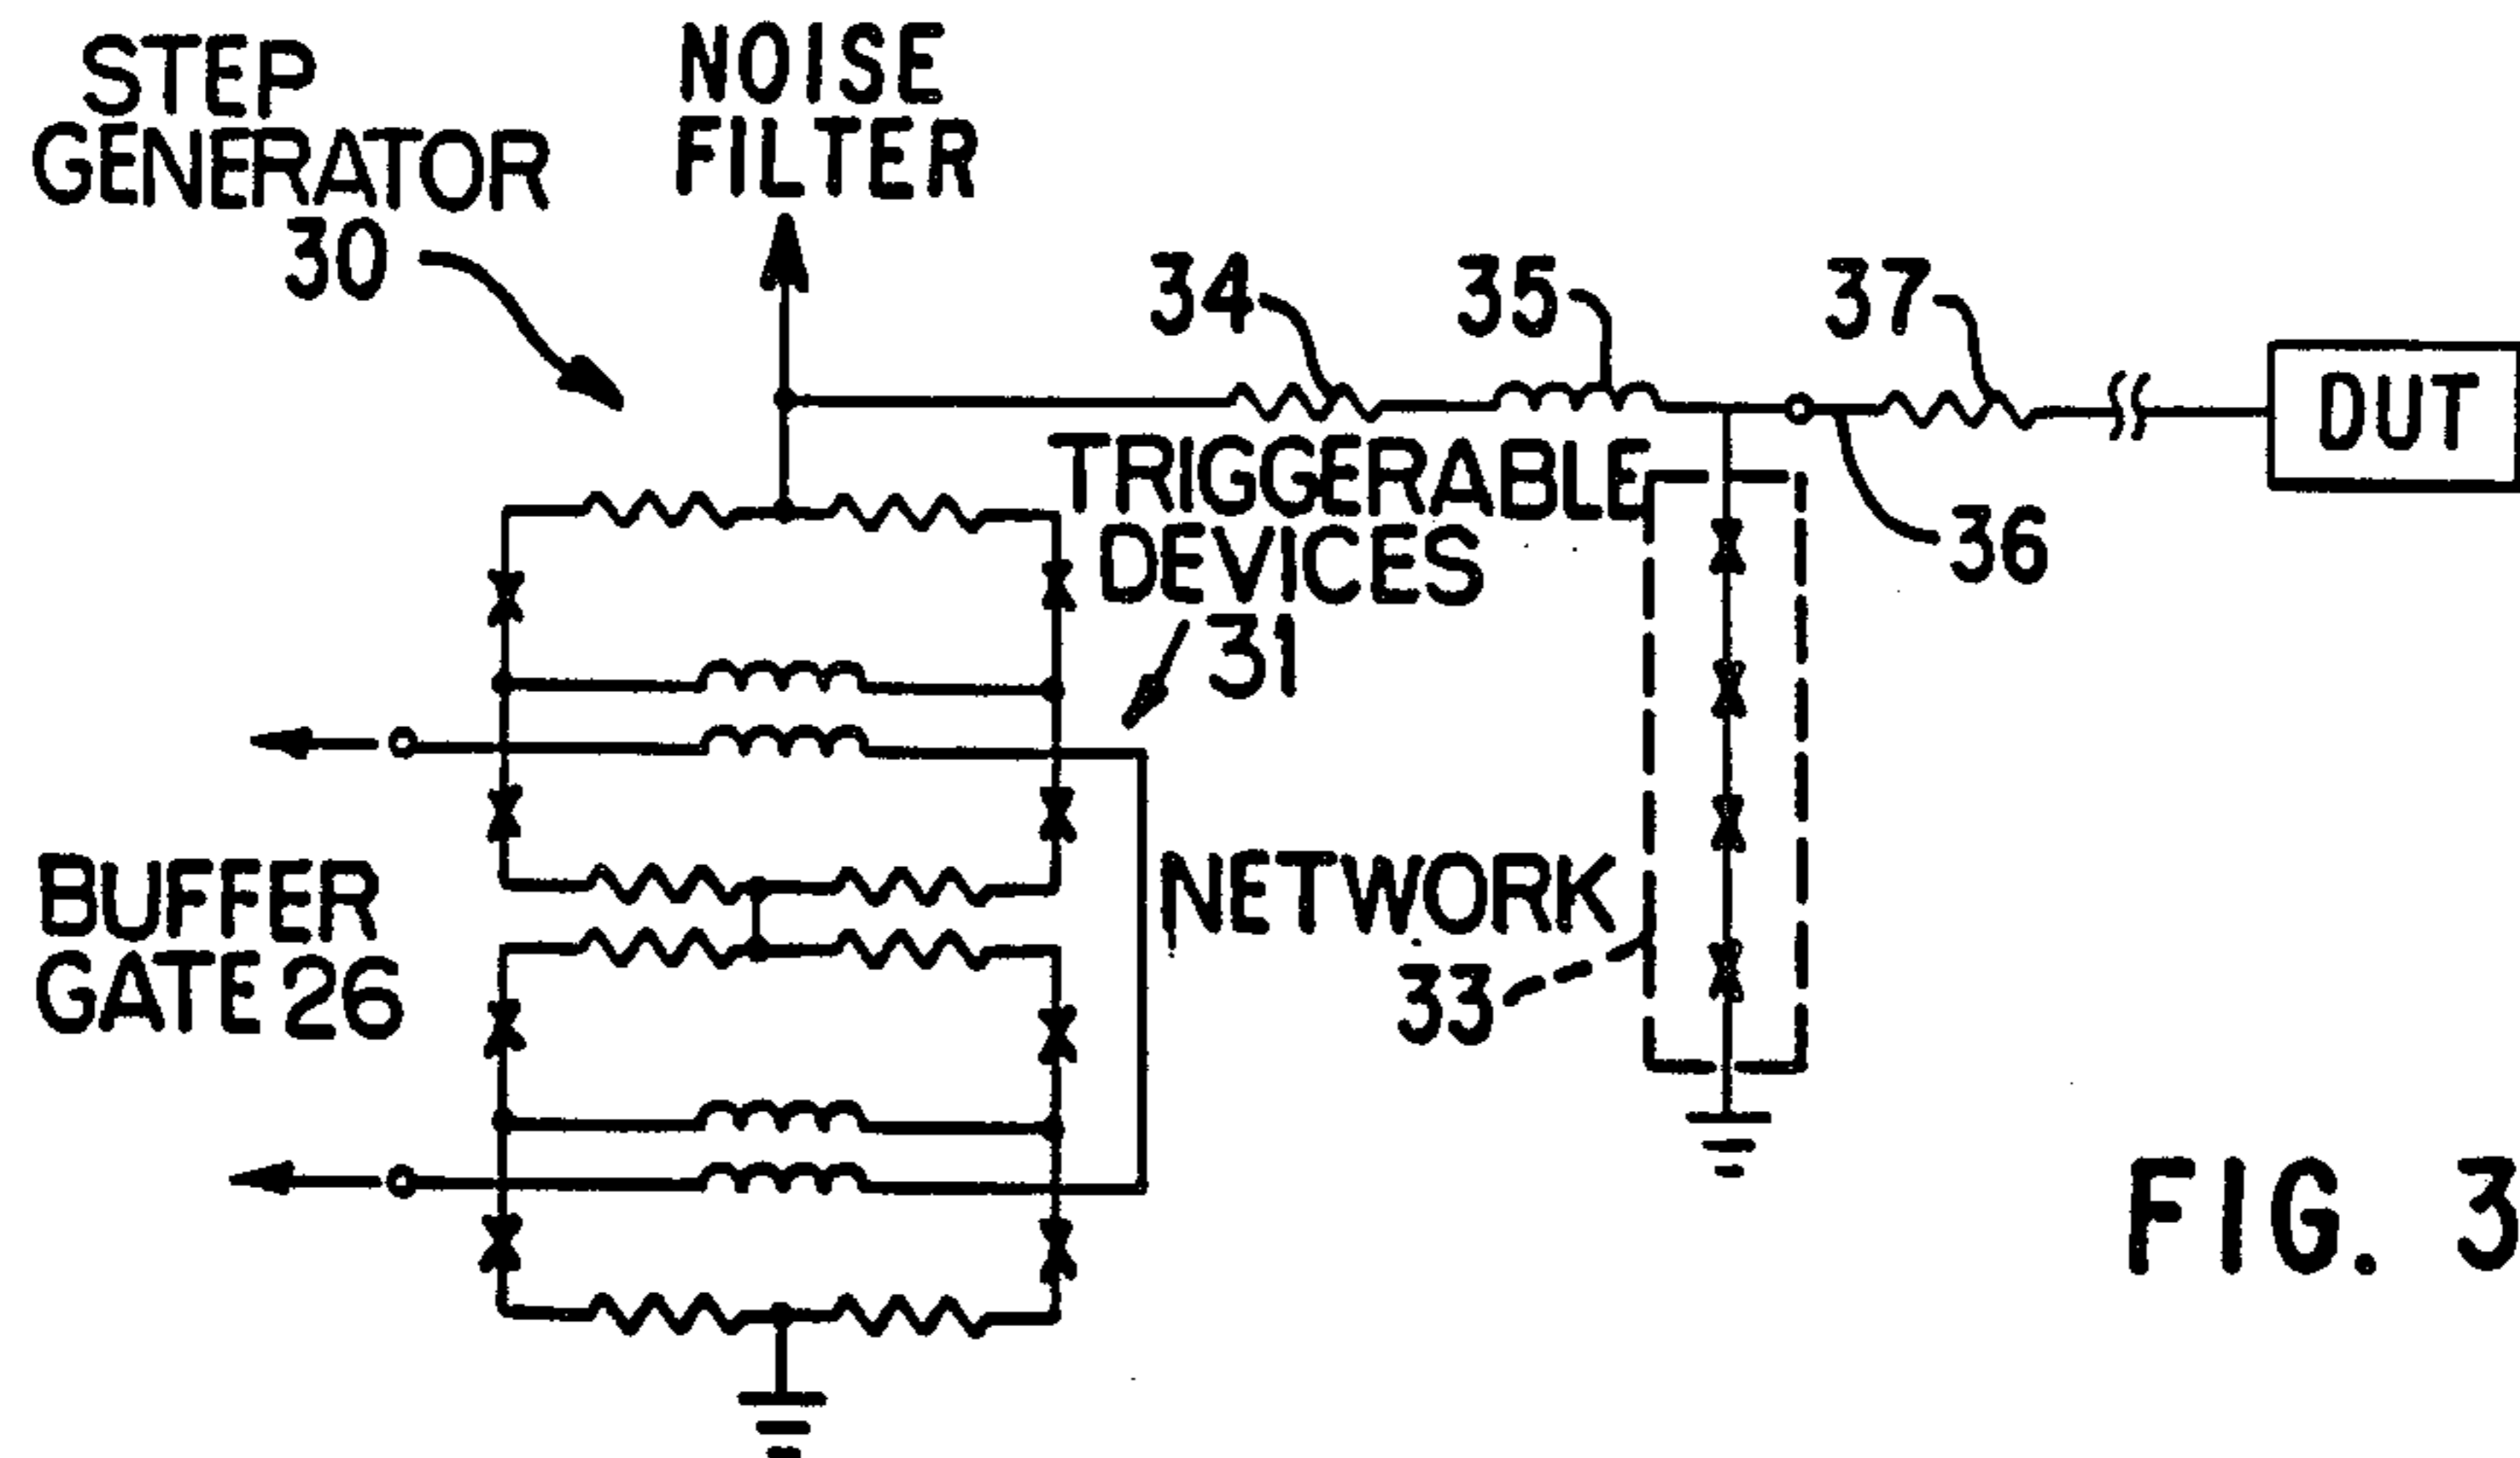 STEP
GENERATOR
30
NOISE
FILTER
34
35
37
DUT
TRIGGERABLE
DEVICES
31
36
BUFFER
GATE 26
NETWORK
33
FIG. 3